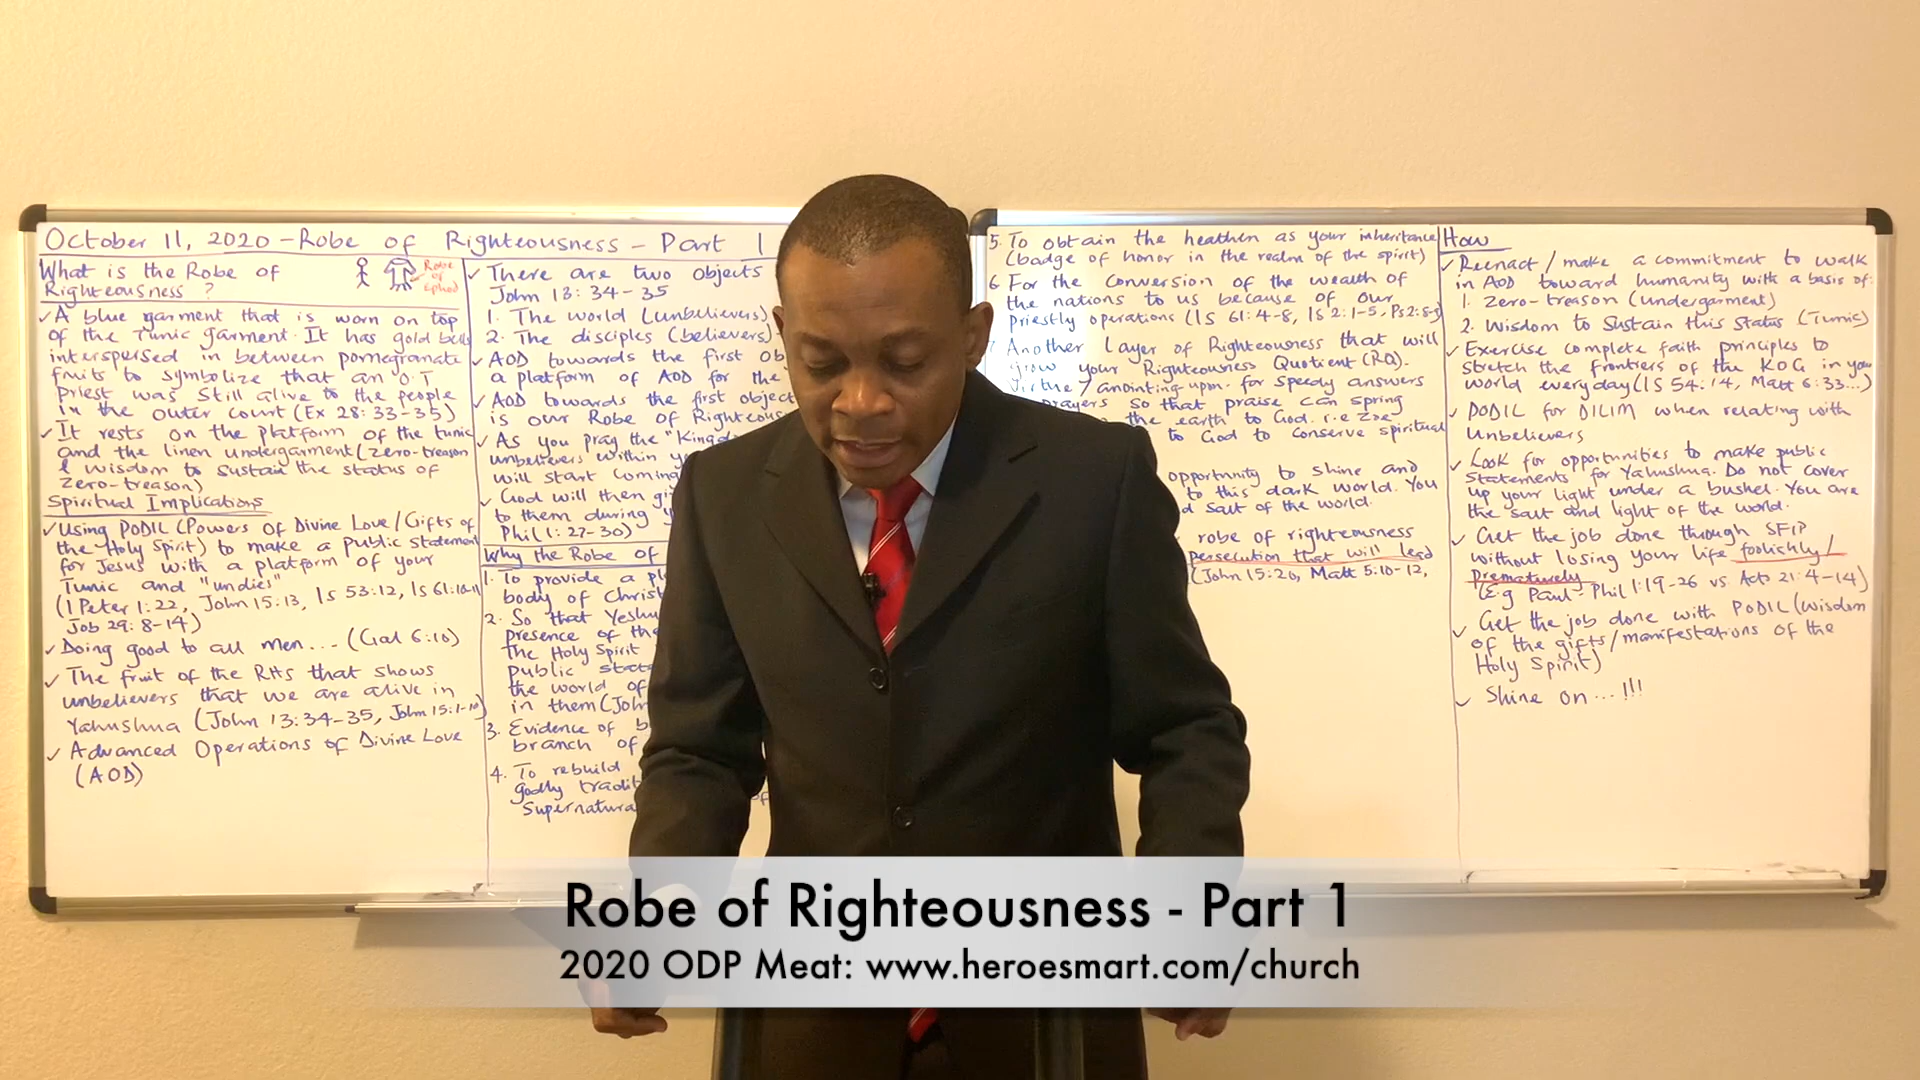 October 11, 2020 - Robe of Righteousness - Part 1
What is the Robe of
Righteousness ?
Robe
of
Ephod
✓ A blue garment that is worn on top
of the Tunic garment. It has gold bells
interspersed in between pomegranate
fruits to symbolize that an O.T
Priest was still alive to the people
in the outer court (Ex 28:33-35)
✓ It rests on the platform of the tunic
and the linen undergarment (zero-treason
& wisdom to sustain the status of
zero-treason)
Spiritual Implications
✓ Using PODIL (Powers Of Divine Love/Gifts of
the Holy Spirit) to make a public statement
for Jesus with a platform of your
Tunic and "undies"
(1 Peter 1:22, John 15:13, Is 53:12, Is 61:10-11
Job 29:8-14)
✓ Doing good to all men... (Gal 6:10)
✓ The fruit of the RHS that shows
unbelievers that we are alive in
Yahushua (John 13:34-35, John 15:1-10)
✓ Advanced Operations of Divine Love
(AOD)
✓ There are two objects
John 13:34-35
1. The world (unbelievers)
2. The disciples (believers)
✓ AOD towards the first
a platform of AOD for the
✓ AOD towards the first object
is our Robe of
✓ As you pray the
unbelievers within
will start
✓ God will then
to them during
Phil (1:27-30)
Why the Robe of
1. To provide a
body of Christ
2. So that
presence of the
the Holy Spirit
public
the world of
in them
3. Evidence of
branch of
4. To rebuild
godly
5. To obtain the heathen as your inheritance
(badge of honor in the realm of the spirit)
6 For the conversion of the wealth of
the nations to us because of our
priestly operations (Is 61:4-8, Is 2:1-5, Ps 2:8-9)
Another Layer of Righteousness that will
grow your Righteousness Quotient (RQ).
Virtue / anointing upon for speedy answers
prayers so that praise can spring
the earth to God. i.e
to God to conserve spiritual
opportunity to shine and
to this dark world. You
salt of the world.
robe of righteousness
persecution that will lead
(John 15:20, Matt 5:10-12,
How
✓ Reenact / make a commitment to walk
in AOD toward humanity with a basis of:
1. Zero-treason (undergarment)
2. Wisdom to sustain this status (Tunic)
✓ Exercise complete faith principles to
stretch the frontiers of the KOG in your
world everyday (IS 54:14, Matt 6:33...)
✓ PODIL for DILIM when relating with
Unbelievers
✓ Look for opportunities to make public
statements for Yahushua. Do not cover
up your light under a bushel. You are
the salt and light of the world.
✓ Get the job done through SFIP
without losing your life foolishly/
prematurely
(E.g Paul - Phil 1:19-26 vs. Acts 21:4-14)
✓ Get the job done with PODIL (wisdom
of the gifts/manifestations of the
Holy Spirit)
✓ Shine on ... !!!
Robe of Righteousness - Part 1
2020 ODP Meat: www.heroesmart.com/church